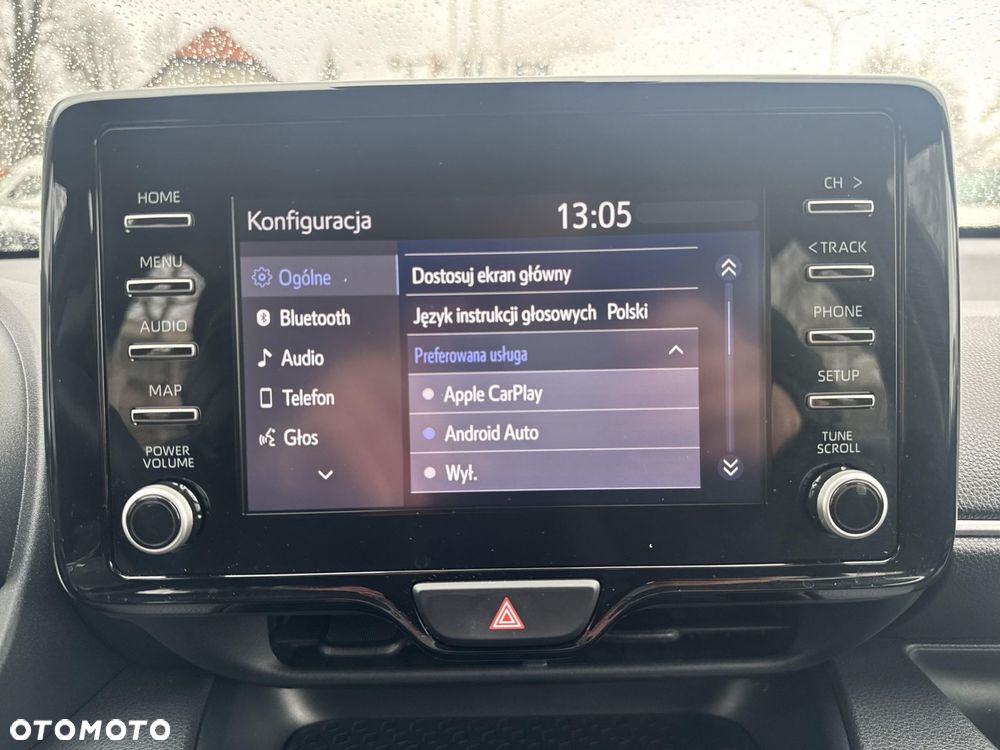 HOME
MENU
AUDIO
MAP
POWER
VOLUME
Konfiguracja 13:05
Ogólne
Bluetooth
Audio
Telefon
Głos
Dostosuj ekran główny
Język instrukcji głosowych Polski
Preferowana usługa
Apple CarPlay
Android Auto
Wył.
CH >
< TRACK
PHONE
SETUP
TUNE
SCROLL
OTOMOTO